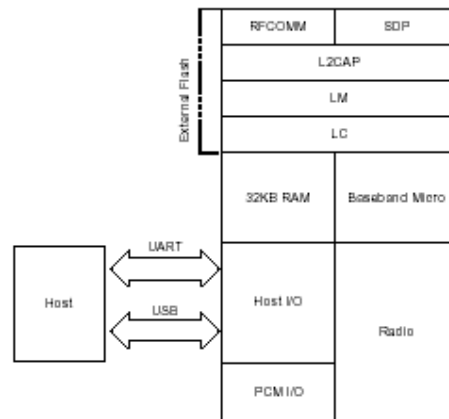 RFCOMM SDP
L2CAP
LM
LC
External Flash
32KB RAM Baseband Micro
UART
Host
USB
Host I/O
Radio
PCM I/O